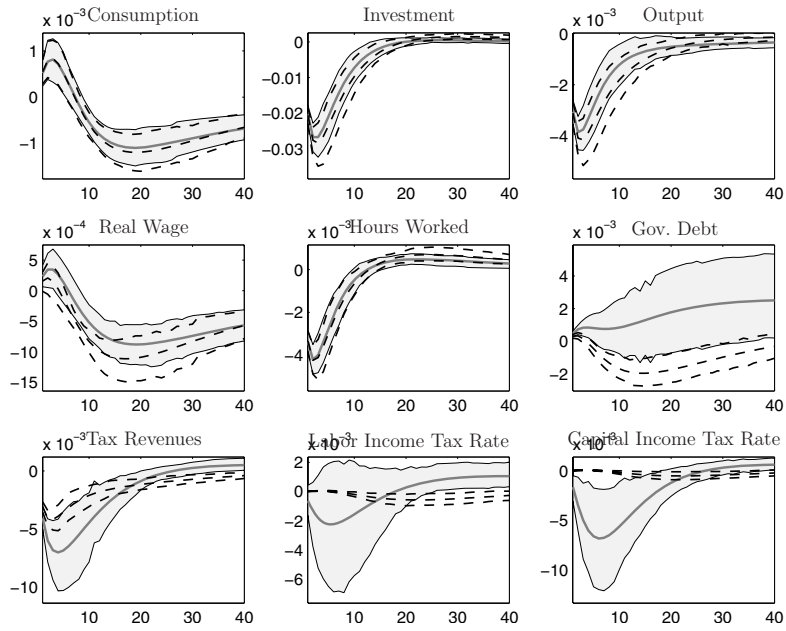 x 10⁻³ Consumption
1
0
−1
10 20 30 40
Investment
0
−0.01
−0.02
−0.03
10 20 30 40
x 10⁻³ Output
0
−2
−4
10 20 30 40
x 10⁻⁴ Real Wage
5
0
−5
−10
−15
10 20 30 40
x 10⁻³ Hours Worked
0
−2
−4
10 20 30 40
x 10⁻³ Gov. Debt
4
2
0
−2
10 20 30 40
x 10⁻³ Tax Revenues
0
−5
−10
10 20 30 40
x 10⁻³ Labor Income Tax Rate
2
0
−2
−4
−6
10 20 30 40
x 10⁻³ Capital Income Tax Rate
0
−5
−10
10 20 30 40